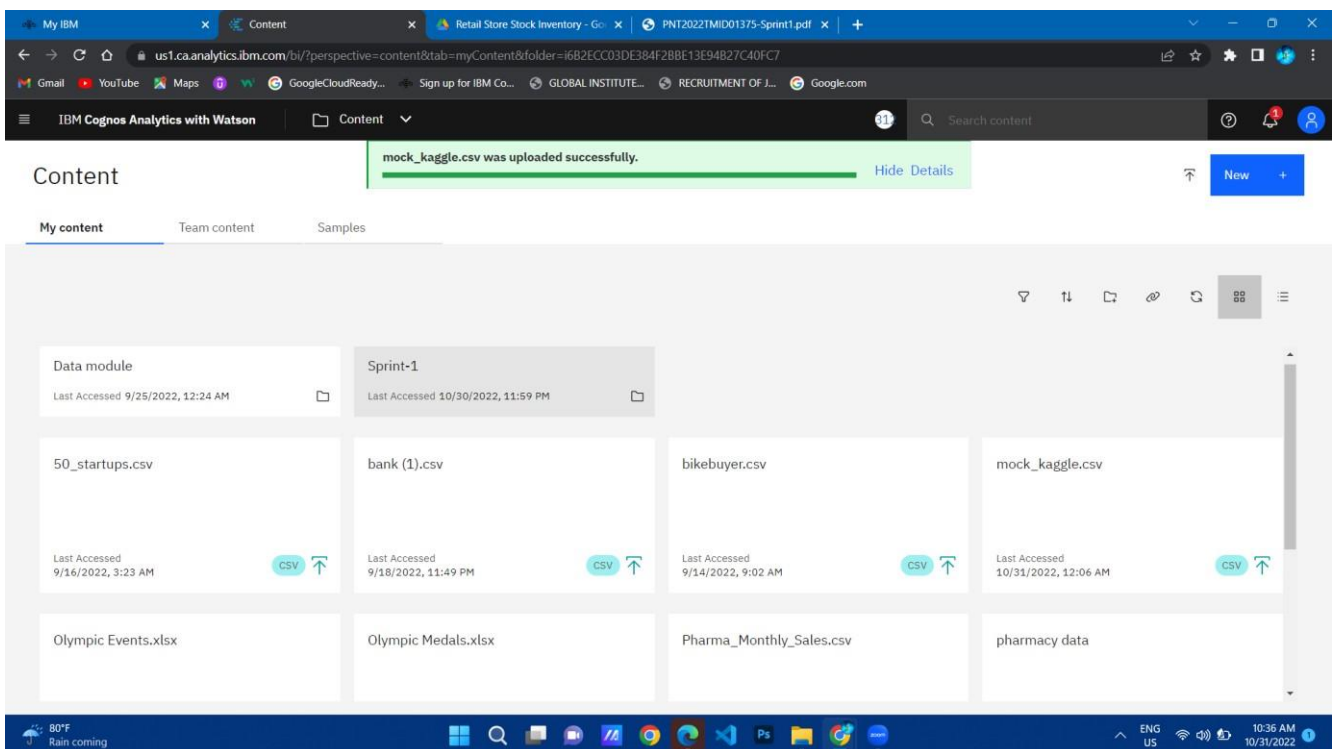 My IBM
Content
Retail Store Stock Inventory - Go
PNT2022TMID01375-Sprint1.pdf
us1.ca.analytics.ibm.com/bi/?perspective=content&tab=myContent&folder=i6B2ECC03DE384F2BBE13E94B27C40FC7
Gmail YouTube Maps GoogleCloudReady... Sign up for IBM Co... GLOBAL INSTITUTE... RECRUITMENT OF J... Google.com
IBM Cognos Analytics with Watson Content Search content 1
mock_kaggle.csv was uploaded successfully.
Hide Details
Content
New +
My content Team content Samples
Data module Sprint-1
Last Accessed 9/25/2022, 12:24 AM Last Accessed 10/30/2022, 11:59 PM
50_startups.csv bank (1).csv bikebuyer.csv mock_kaggle.csv
Last Accessed Last Accessed Last Accessed Last Accessed
9/16/2022, 3:23 AM CSV 9/18/2022, 11:49 PM CSV 9/14/2022, 9:02 AM CSV 10/31/2022, 12:06 AM CSV
Olympic Events.xlsx Olympic Medals.xlsx Pharma_Monthly_Sales.csv pharmacy data
80°F ENG 10:36 AM
Rain coming Ps zoom US 10/31/2022 1